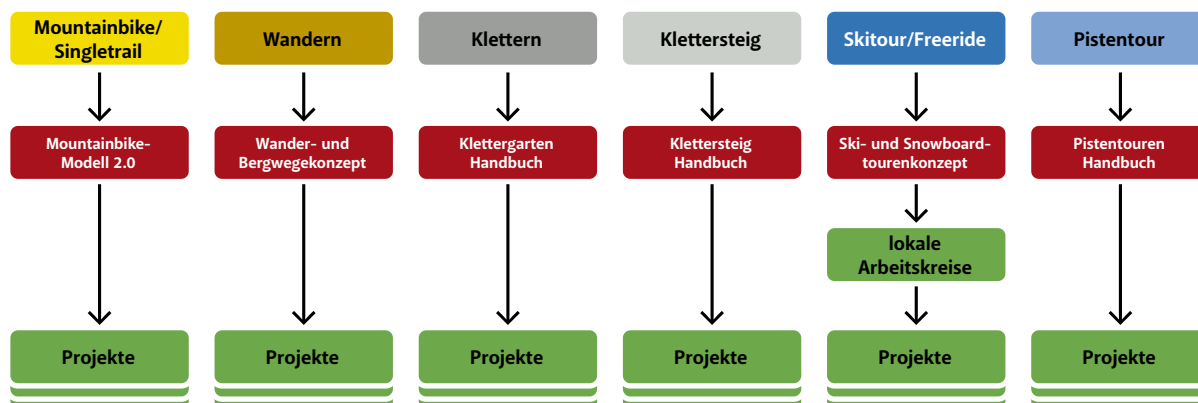 Mountainbike/
Singletrail
Wandern
Klettern
Klettersteig
Skitour/Freeride
Pistentour
Mountainbike-
Modell 2.0
Wander- und
Bergwegekonzept
Klettergarten
Handbuch
Klettersteig
Handbuch
Ski- und Snowboard-
tourenkonzept
Pistentouren
Handbuch
lokale
Arbeitskreise
Projekte
Projekte
Projekte
Projekte
Projekte
Projekte